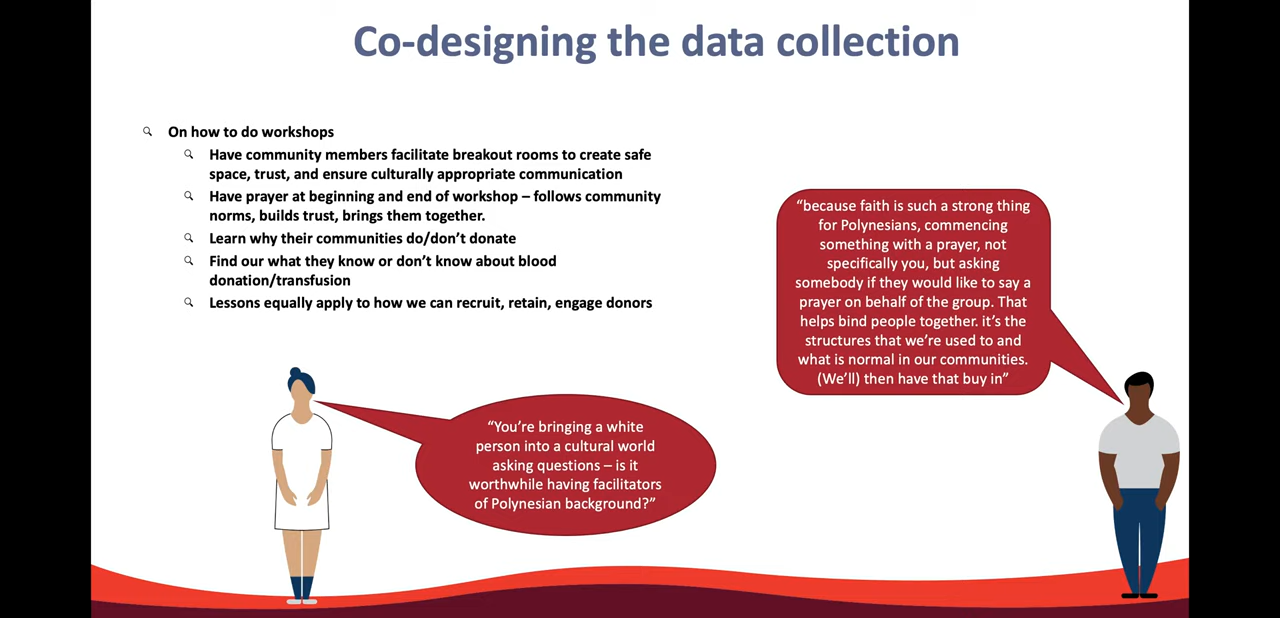 Co-designing the data collection
On how to do workshops
Have community members facilitate breakout rooms to create safe
space, trust, and ensure culturally appropriate communication
Have prayer at beginning and end of workshop – follows community
norms, builds trust, brings them together.
Learn why their communities do/don’t donate
Find our what they know or don’t know about blood
donation/transfusion
Lessons equally apply to how we can recruit, retain, engage donors
“because faith is such a strong thing
for Polynesians, commencing
something with a prayer, not
specifically you, but asking
somebody if they would like to say a
prayer on behalf of the group. That
helps bind people together. it’s the
structures that we’re used to and
what is normal in our communities.
(We’ll) then have that buy in”
“You’re bringing a white
person into a cultural world
asking questions – is it
worthwhile having facilitators
of Polynesian background?”